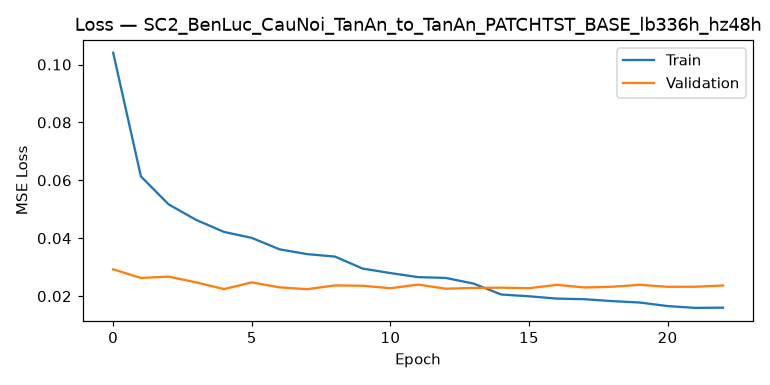 Loss — SC2_BenLuc_CauNoi_TanAn_to_TanAn_PATCHTST_BASE_lb336h_hz48h
Train
Validation
MSE Loss
0.10
0.08
0.06
0.04
0.02
0
5
10
15
20
Epoch